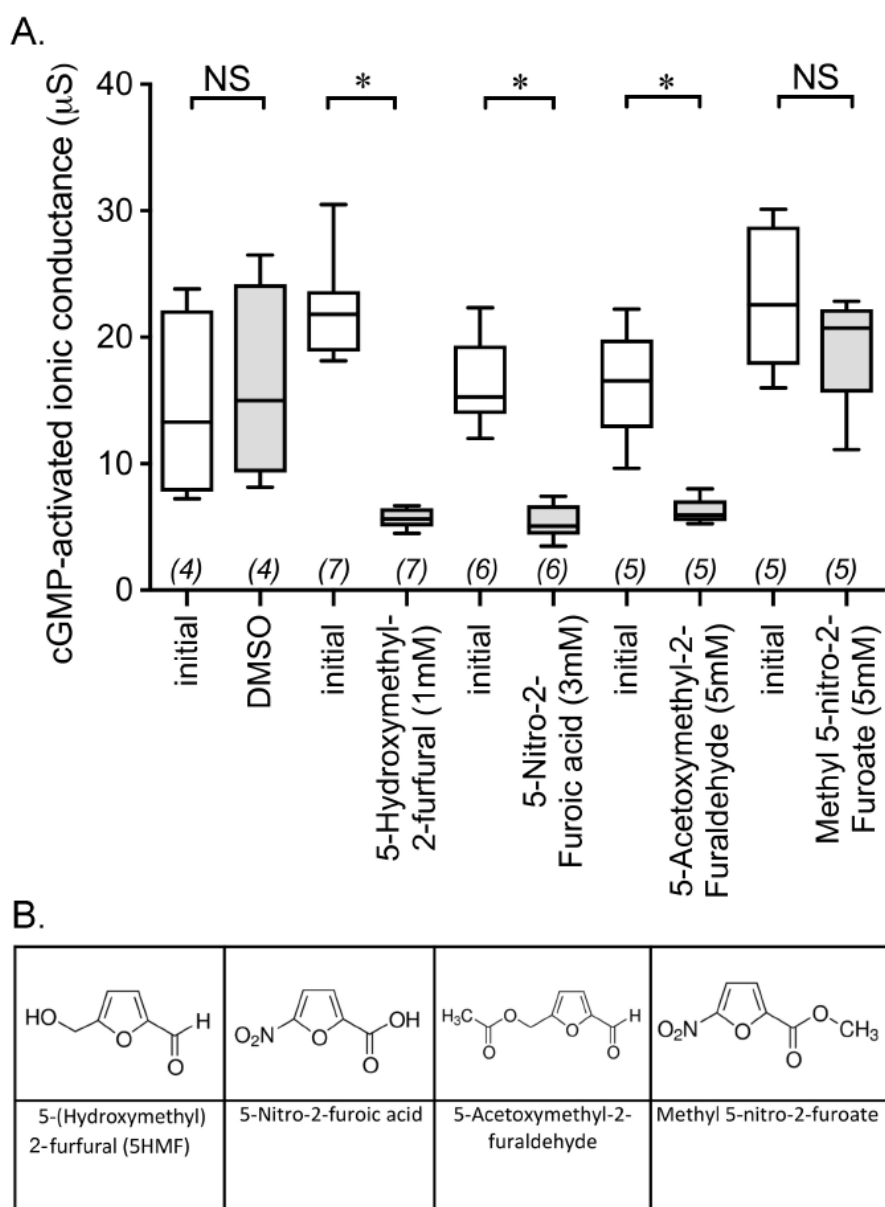 A.
cGMP-activated ionic conductance (μS)
40
30
20
10
0
NS
*
*
*
NS
(4)
(4)
(7)
(7)
(6)
(6)
(5)
(5)
(5)
(5)
initial
DMSO
initial
5-Hydroxymethyl-
2-furfural (1mM)
initial
5-Nitro-2-
Furoic acid (3mM)
initial
5-Acetoxymethyl-2-
Furaldehyde (5mM)
initial
Methyl 5-nitro-2-
Furoate (5mM)
B.
HO
O
H
O
O₂N
O
OH
O
H₃C
O
O
O
H
O
O₂N
O
O
CH₃
O
5-(Hydroxymethyl)
2-furfural (5HMF)
5-Nitro-2-furoic acid
5-Acetoxymethyl-2-
furaldehyde
Methyl 5-nitro-2-furoate